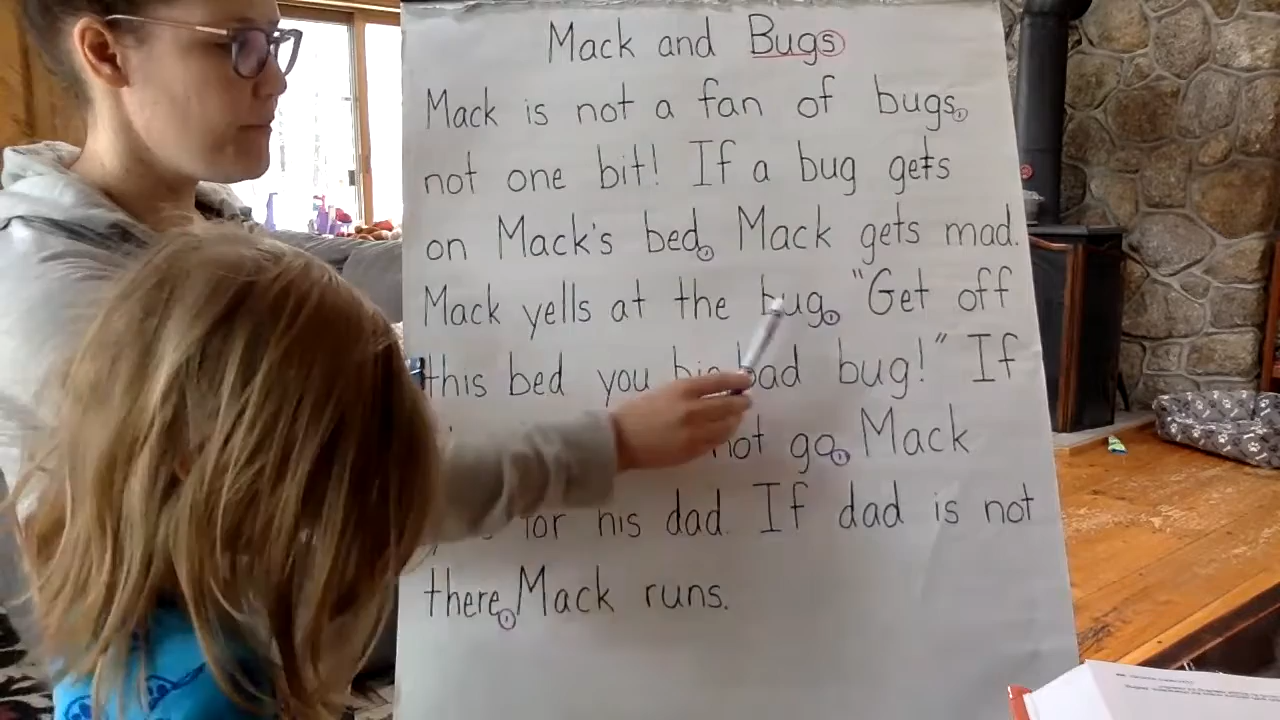 Mack and Bugs
Mack is not a fan of bugs,
not one bit! If a bug gets
on Mack's bed, Mack gets mad.
Mack yells at the bug, "Get off
this bed you big bad bug!" If
not go, Mack
for his dad. If dad is not
there, Mack runs.